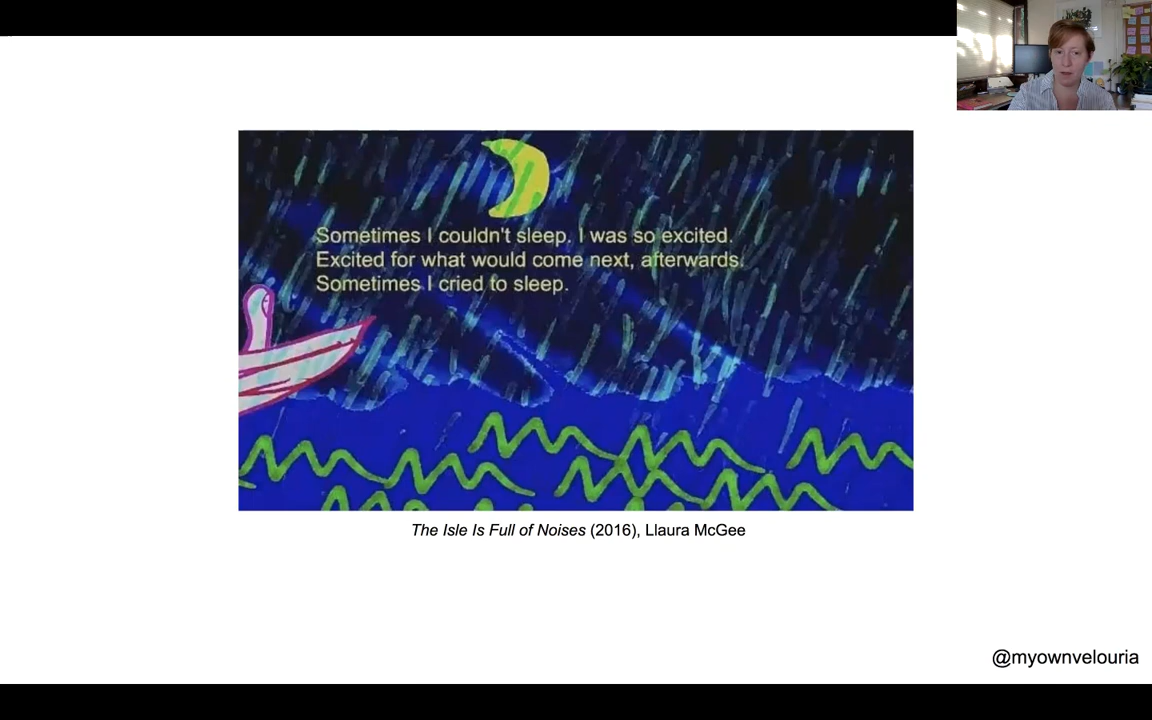 Sometimes I couldn't sleep. I was so excited.
Excited for what would come next, afterwards.
Sometimes I cried to sleep.
The Isle Is Full of Noises (2016), Llaura McGee
@myownvelouria